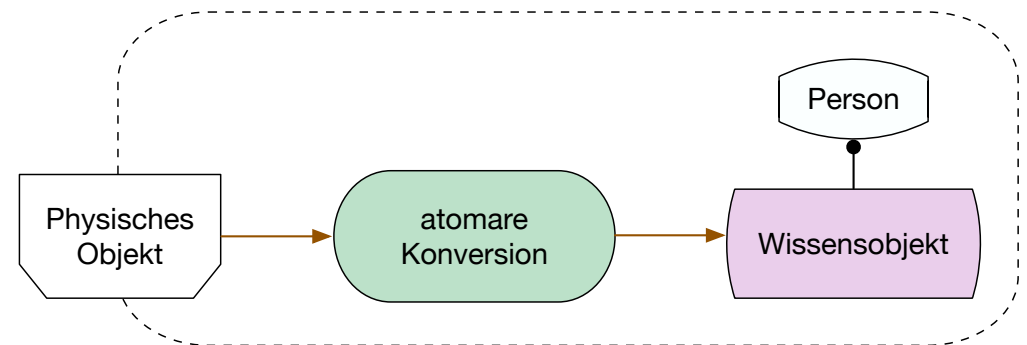 Person
Physisches
Objekt
atomare
Konversion
Wissensobjekt